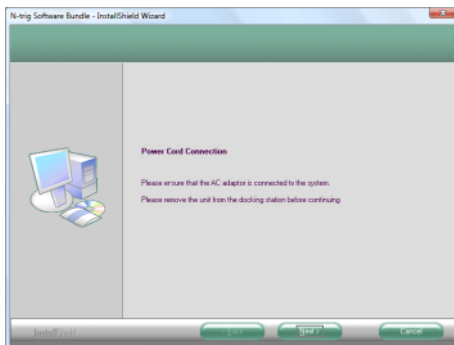 N-trig Software Bundle - InstallShield Wizard
Power Cord Connection
Please ensure that the AC adaptor is connected to the system.
Please remove the unit from the docking station before continuing
InstallShield
< Back
Next >
Cancel